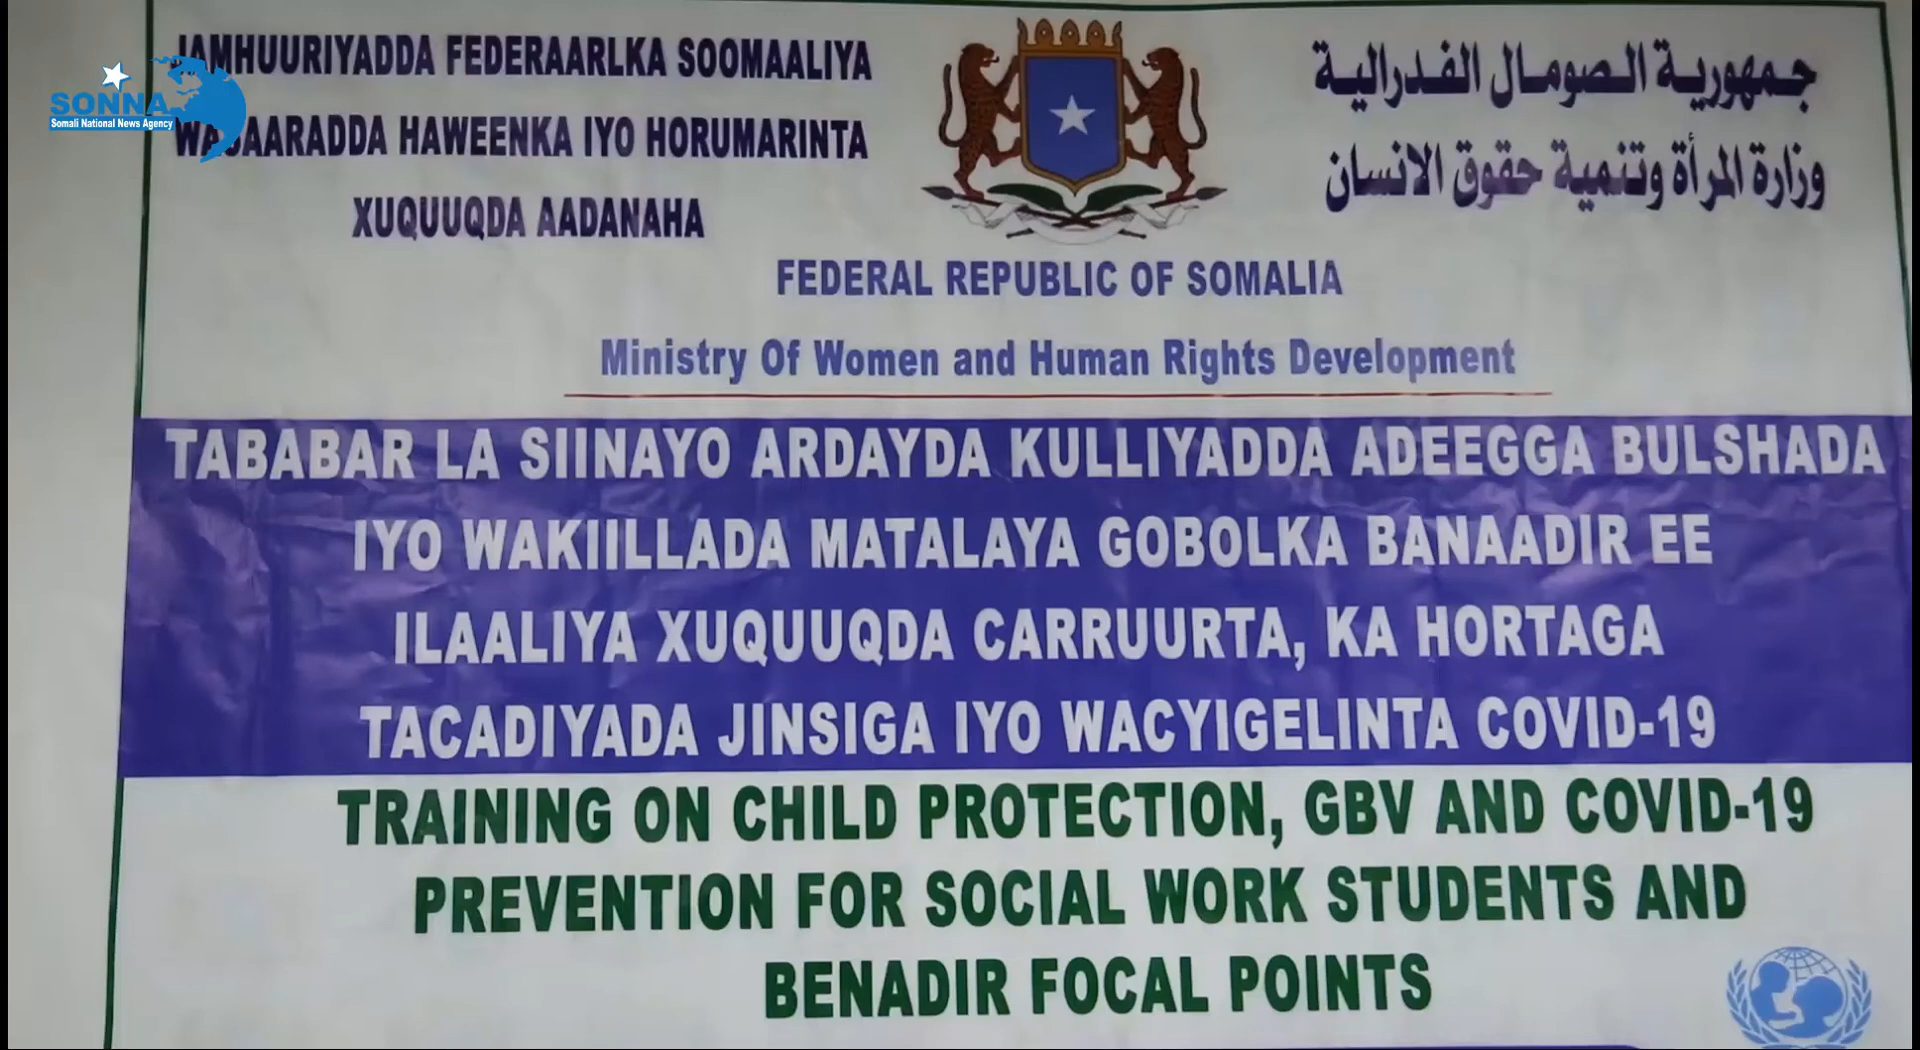 SONNA
Somali National News Agency
JAMHUURIYADDA FEDERAARLKA SOOMAALIYA
WASAARADDA HAWEENKA IYO HORUMARINTA
XUQUUQDA AADANAHA
جمهورية الصومال الفدرالية
وزارة المرأة وتنمية حقوق الانسان
FEDERAL REPUBLIC OF SOMALIA
Ministry Of Women and Human Rights Development
TABABAR LA SIINAYO ARDAYDA KULLIYADDA ADEEGGA BULSHADA
IYO WAKIILLADA MATALAYA GOBOLKA BANAADIR EE
ILAALIYA XUQUUQDA CARRUURTA, KA HORTAGA
TACADIYADA JINSIGA IYO WACYIGELINTA COVID-19
TRAINING ON CHILD PROTECTION, GBV AND COVID-19
PREVENTION FOR SOCIAL WORK STUDENTS AND
BENADIR FOCAL POINTS